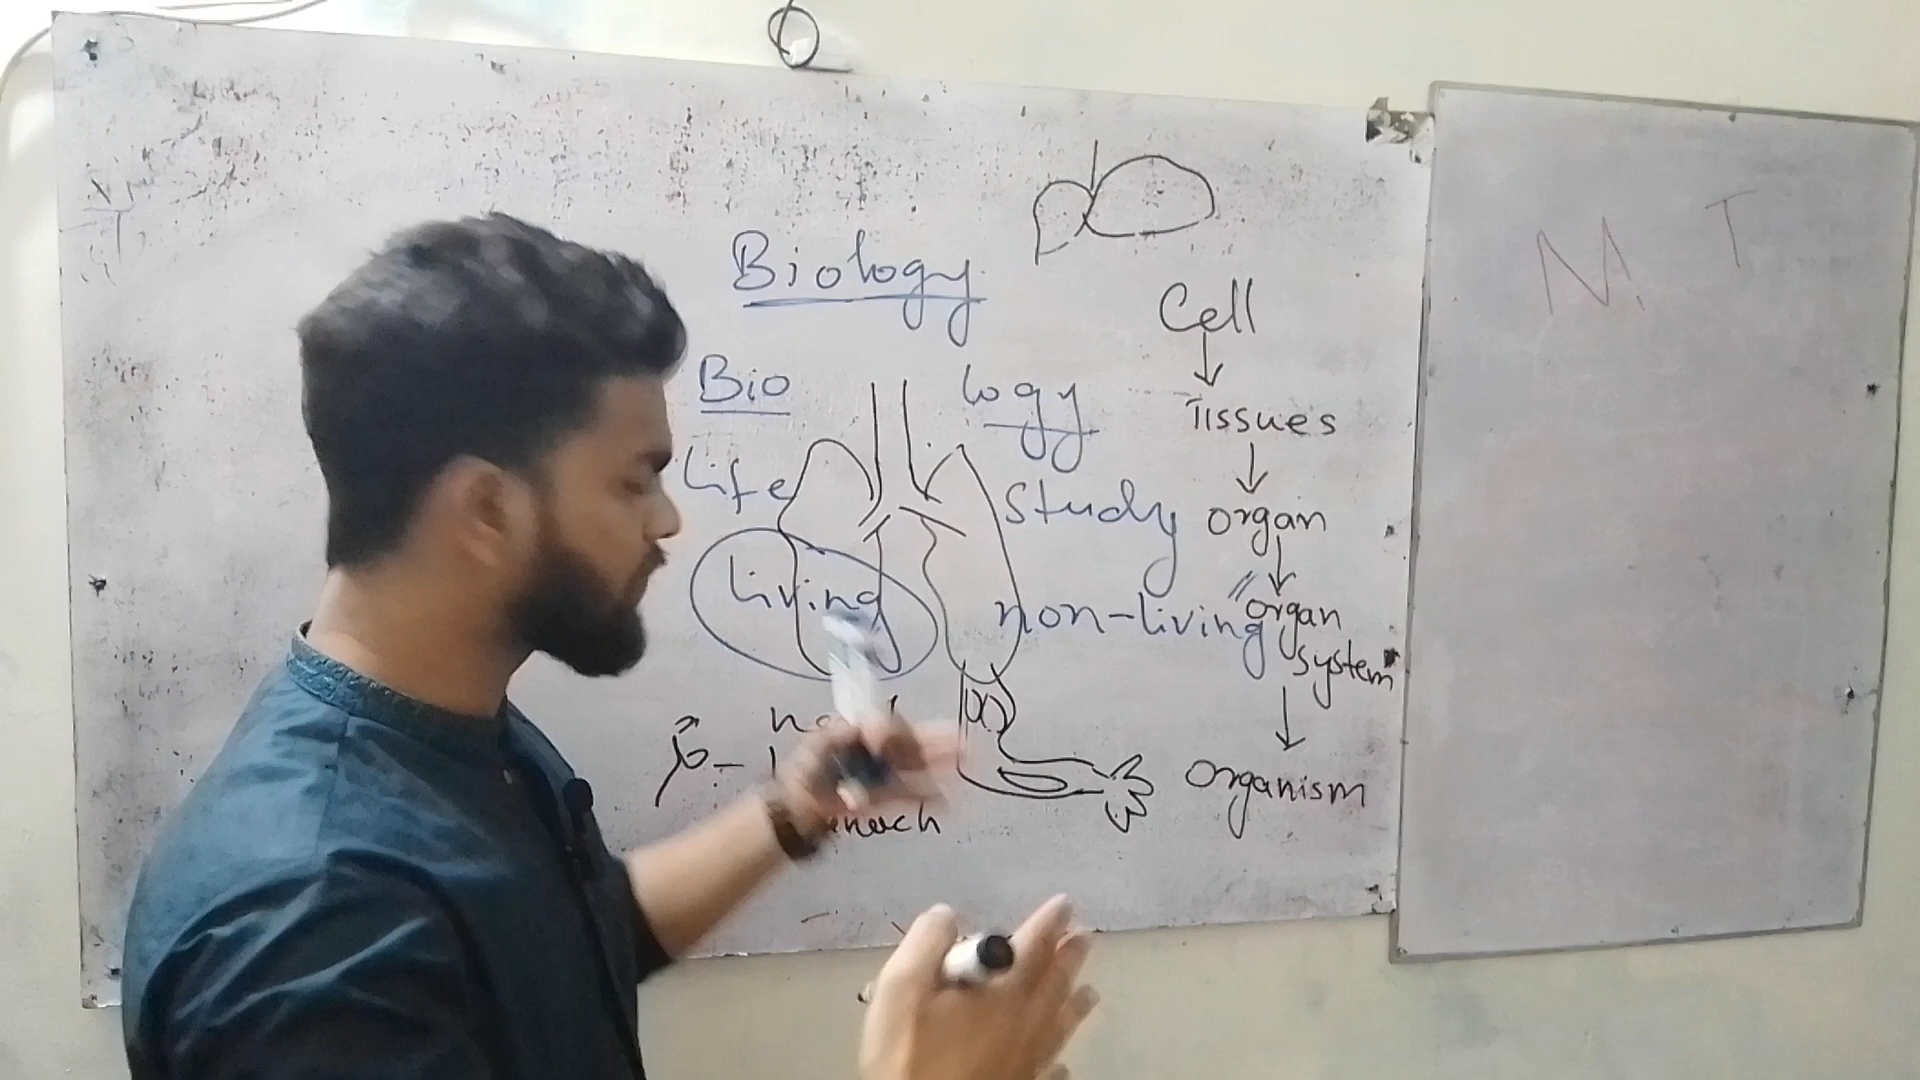 Biology
Bio logy
Life Study
Living non-living
Cell
Tissues
organ
organ
system
organism
M T